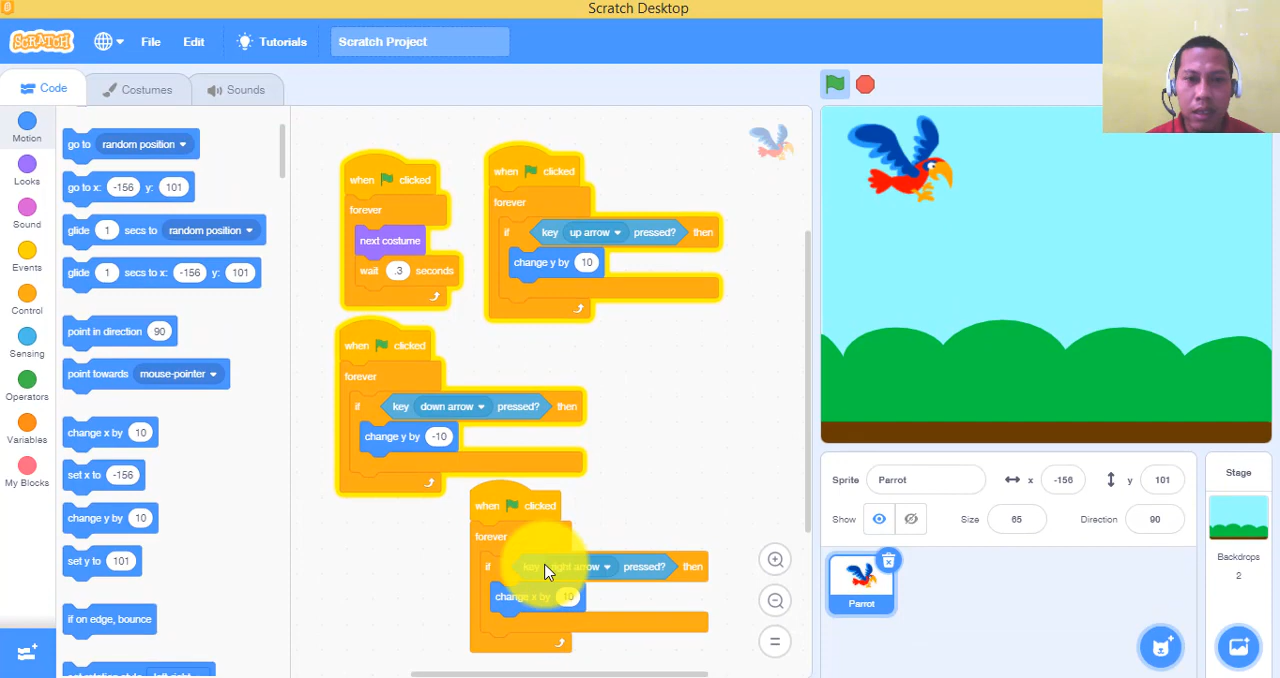 Scratch Desktop
SCRATCH
File
Edit
Tutorials
Scratch Project
Code
Costumes
Sounds
Motion
Looks
Sound
Events
Control
Sensing
Operators
Variables
My Blocks
go to random position
go to x: -156 y: 101
glide 1 secs to random position
glide 1 secs to x: -156 y: 101
point in direction 90
point towards mouse-pointer
change x by 10
set x to -156
change y by 10
set y to 101
if on edge, bounce
when clicked
forever
next costume
wait .3 seconds
when clicked
forever
if key up arrow pressed? then
change y by 10
when clicked
forever
if key down arrow pressed? then
change y by -10
when clicked
forever
if key right arrow pressed? then
change x by 10
Sprite Parrot x -156 y 101
Show Size 65 Direction 90
Parrot
Stage
Backdrops
2